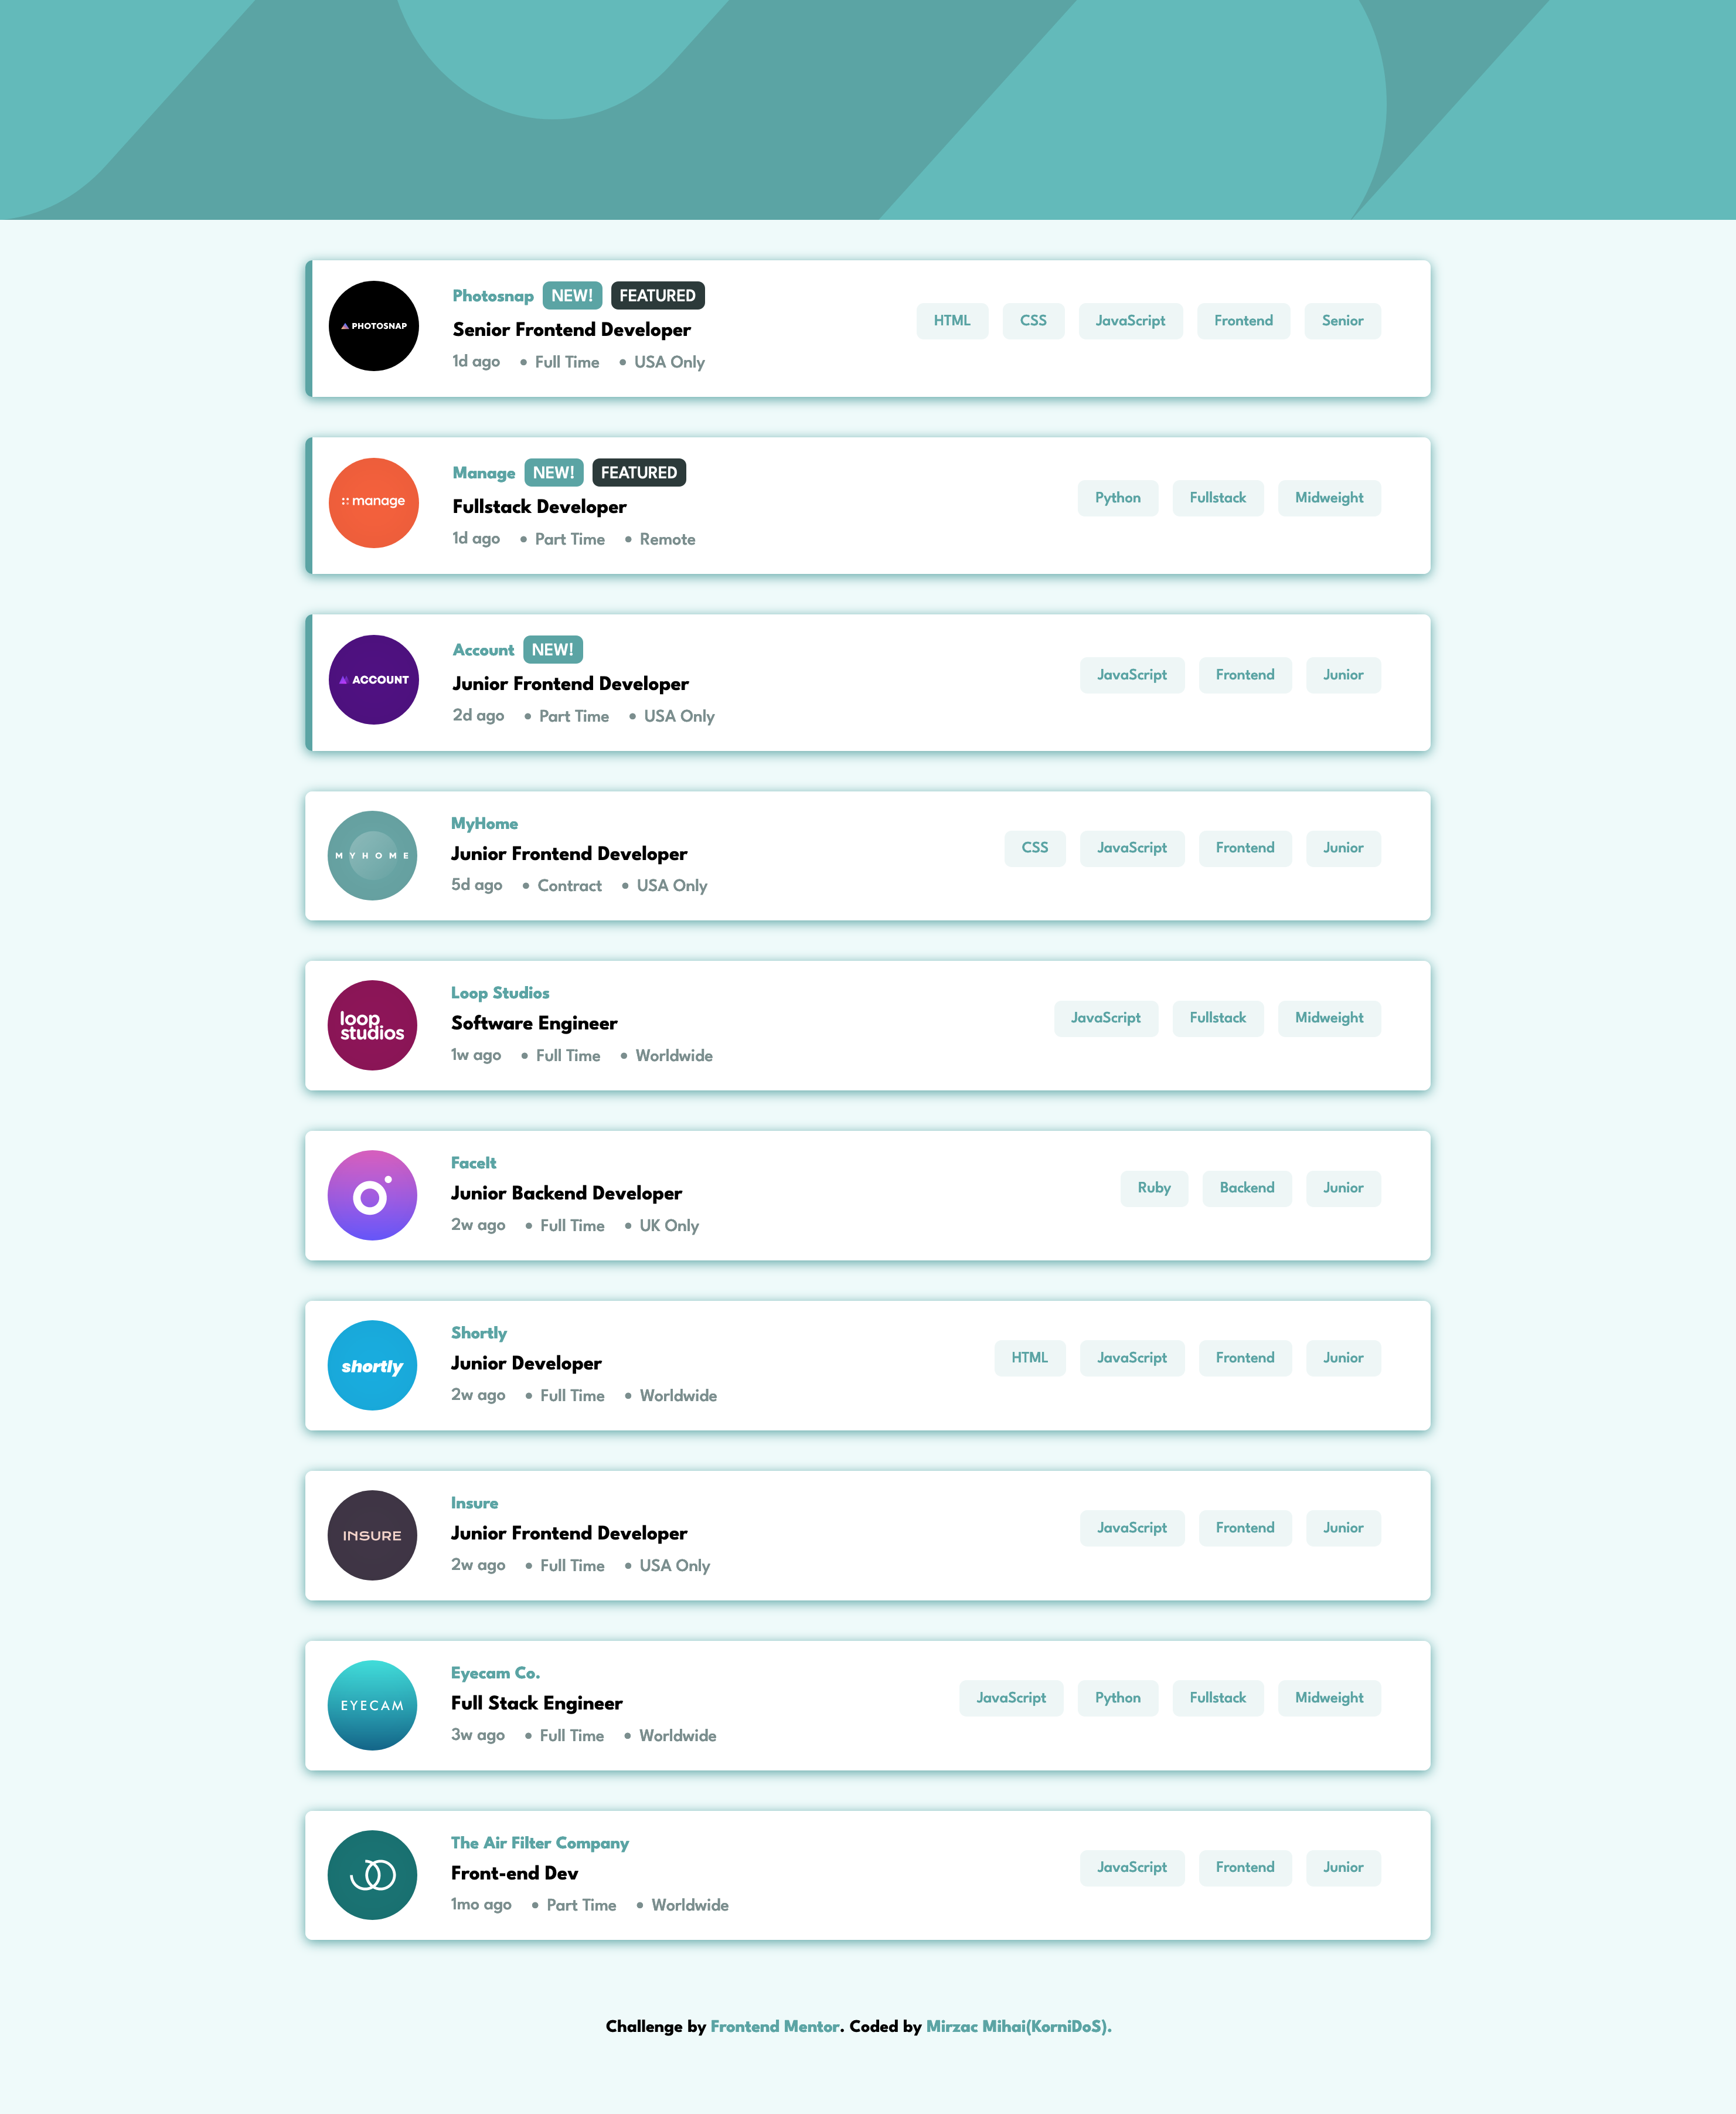 PHOTOSNAP
Photosnap NEW! FEATURED
Senior Frontend Developer
1d ago • Full Time • USA Only
HTML CSS JavaScript Frontend Senior
manage
Manage NEW! FEATURED
Fullstack Developer
1d ago • Part Time • Remote
Python Fullstack Midweight
ACCOUNT
Account NEW!
Junior Frontend Developer
2d ago • Part Time • USA Only
JavaScript Frontend Junior
MYHOME
MyHome
Junior Frontend Developer
5d ago • Contract • USA Only
CSS JavaScript Frontend Junior
loop
studios
Loop Studios
Software Engineer
1w ago • Full Time • Worldwide
JavaScript Fullstack Midweight
FaceIt
Junior Backend Developer
2w ago • Full Time • UK Only
Ruby Backend Junior
shortly
Shortly
Junior Developer
2w ago • Full Time • Worldwide
HTML JavaScript Frontend Junior
INSURE
Insure
Junior Frontend Developer
2w ago • Full Time • USA Only
JavaScript Frontend Junior
EYECAM
Eyecam Co.
Full Stack Engineer
3w ago • Full Time • Worldwide
JavaScript Python Fullstack Midweight
The Air Filter Company
Front-end Dev
1mo ago • Part Time • Worldwide
JavaScript Frontend Junior
Challenge by Frontend Mentor. Coded by Mirzac Mihai(KorniDoS).